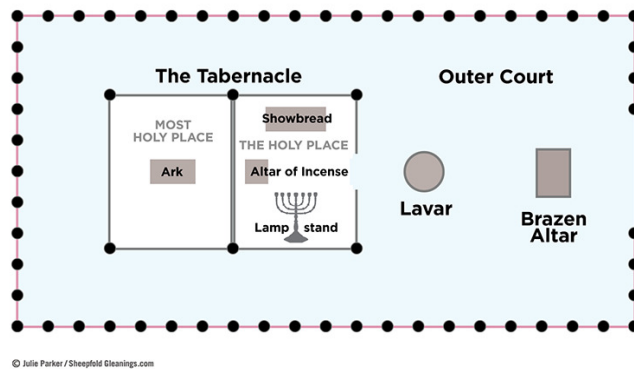 The Tabernacle
Outer Court
MOST
HOLY PLACE
Ark
Showbread
THE HOLY PLACE
Altar of Incense
Lamp stand
Lavar
Brazen
Altar
© Julie Parker / Sheepfold Gleanings.com